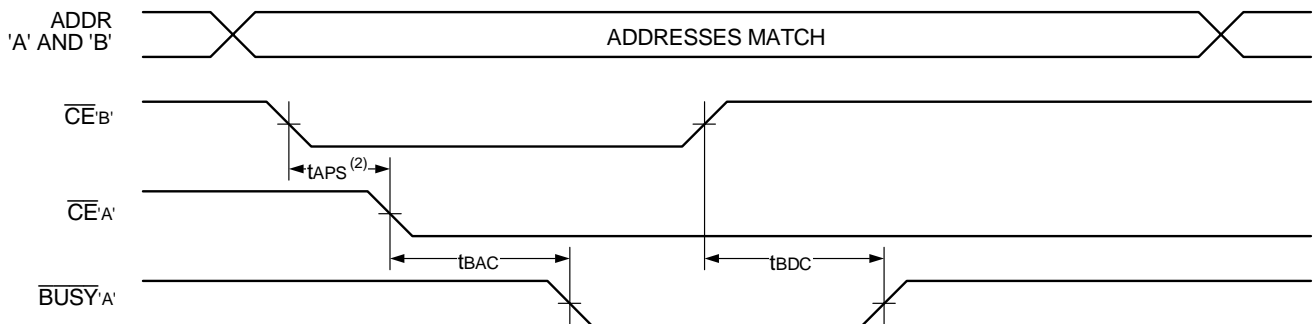 ADDR
'A' AND 'B'
ADDRESSES MATCH
CE'B'
tAPS (2)
CE'A'
tBAC
tBDC
BUSY'A'